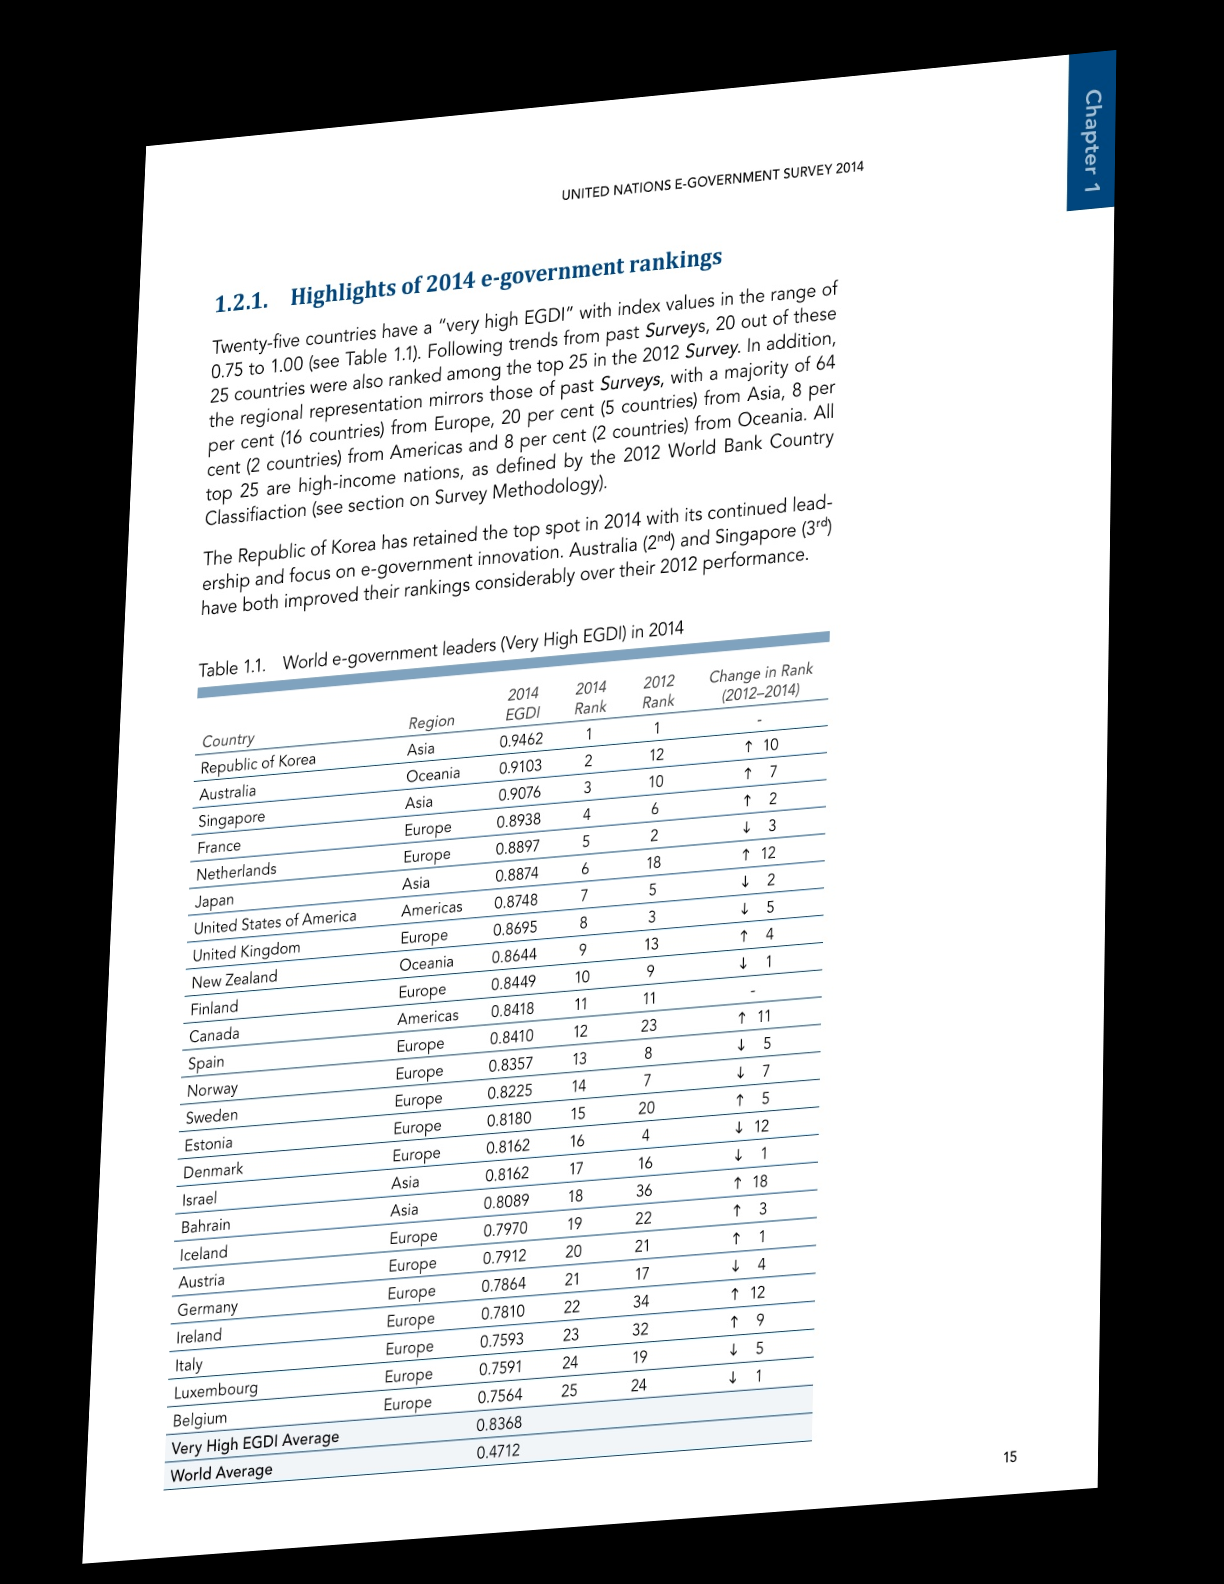 Chapter 1
UNITED NATIONS E-GOVERNMENT SURVEY 2014
1.2.1. Highlights of 2014 e-government rankings
Twenty-five countries have a “very high EGDI” with index values in the range of
0.75 to 1.00 (see Table 1.1). Following trends from past Surveys, 20 out of these
25 countries were also ranked among the top 25 in the 2012 Survey. In addition,
the regional representation mirrors those of past Surveys, with a majority of 64
per cent (16 countries) from Europe, 20 per cent (5 countries) from Asia, 8 per
cent (2 countries) from Americas and 8 per cent (2 countries) from Oceania. All
top 25 are high-income nations, as defined by the 2012 World Bank Country
Classifiaction (see section on Survey Methodology).
The Republic of Korea has retained the top spot in 2014 with its continued lead-
ership and focus on e-government innovation. Australia (2nd) and Singapore (3rd)
have both improved their rankings considerably over their 2012 performance.
Table 1.1. World e-government leaders (Very High EGDI) in 2014
Country Region 2014 EGDI 2014 Rank 2012 Rank Change in Rank (2012–2014)
Republic of Korea Asia 0.9462 1 1 -
Australia Oceania 0.9103 2 12 ↑ 10
Singapore Asia 0.9076 3 10 ↑ 7
France Europe 0.8938 4 6 ↑ 2
Netherlands Europe 0.8897 5 2 ↓ 3
Japan Asia 0.8874 6 18 ↑ 12
United States of America Americas 0.8748 7 5 ↓ 2
United Kingdom Europe 0.8695 8 3 ↓ 5
New Zealand Oceania 0.8644 9 13 ↑ 4
Finland Europe 0.8449 10 9 ↓ 1
Canada Americas 0.8418 11 11 -
Spain Europe 0.8410 12 23 ↑ 11
Norway Europe 0.8357 13 8 ↓ 5
Sweden Europe 0.8225 14 7 ↓ 7
Estonia Europe 0.8180 15 20 ↑ 5
Denmark Europe 0.8162 16 4 ↓ 12
Israel Asia 0.8162 17 16 ↓ 1
Bahrain Asia 0.8089 18 36 ↑ 18
Iceland Europe 0.7970 19 22 ↑ 3
Austria Europe 0.7912 20 21 ↑ 1
Germany Europe 0.7864 21 17 ↓ 4
Ireland Europe 0.7810 22 34 ↑ 12
Italy Europe 0.7593 23 32 ↑ 9
Luxembourg Europe 0.7591 24 19 ↓ 5
Belgium Europe 0.7564 25 24 ↓ 1
Very High EGDI Average 0.8368
World Average 0.4712
15